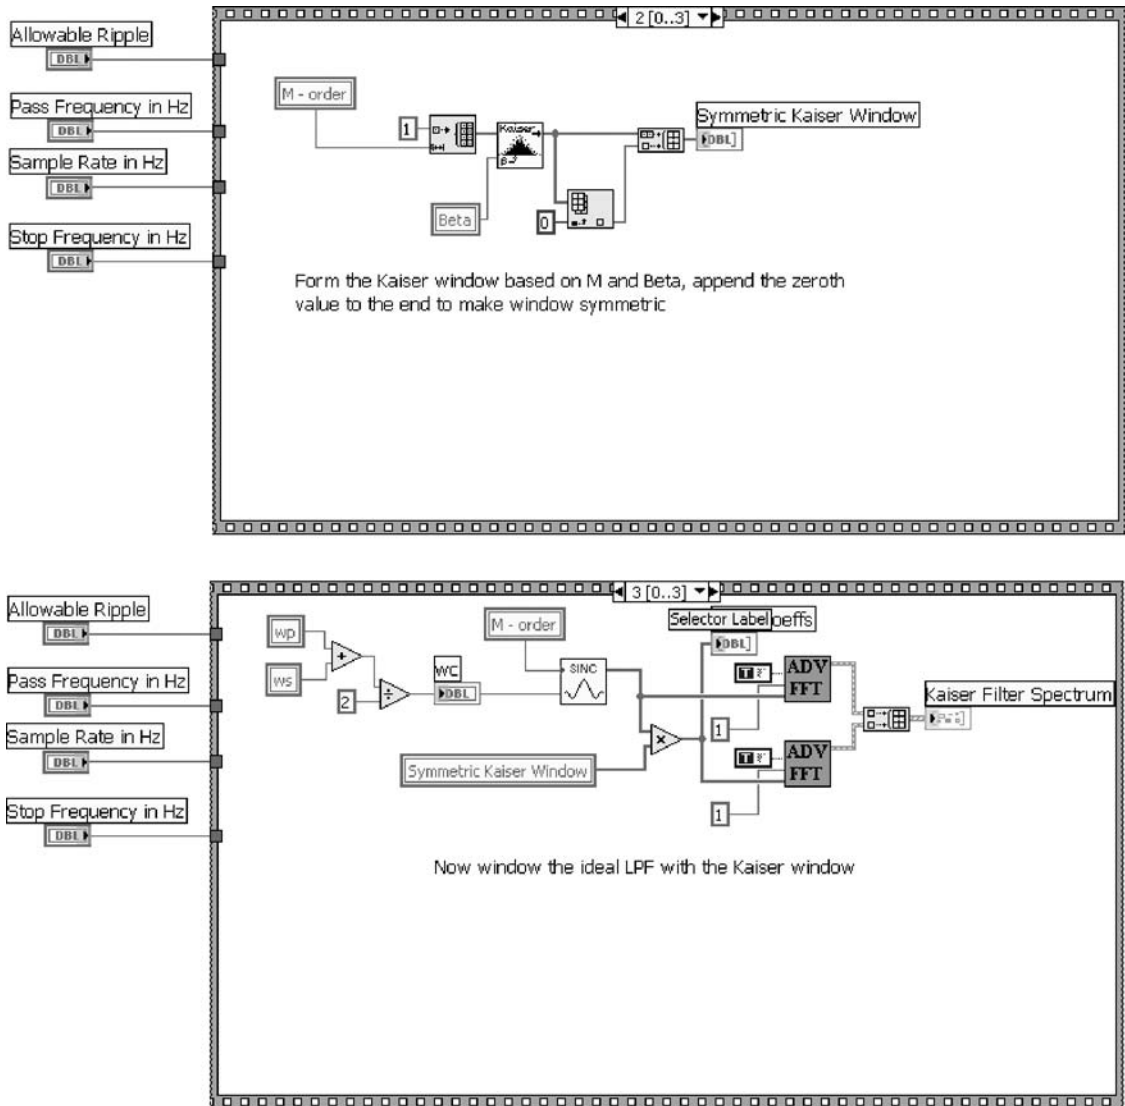 2 [0..3]
Allowable Ripple
DBL
Pass Frequency in Hz
DBL
Sample Rate in Hz
DBL
Stop Frequency in Hz
DBL
M - order
1
Kaiser
β
Beta
0
Symmetric Kaiser Window
DBL
Form the Kaiser window based on M and Beta, append the zeroth
value to the end to make window symmetric
3 [0..3]
Allowable Ripple
DBL
Pass Frequency in Hz
DBL
Sample Rate in Hz
DBL
Stop Frequency in Hz
DBL
wp
ws
2
wc
DBL
M - order
SINC
Symmetric Kaiser Window
Selector Label oeffs
DBL
T
1
ADV
FFT
T
1
ADV
FFT
Kaiser Filter Spectrum
Now window the ideal LPF with the Kaiser window